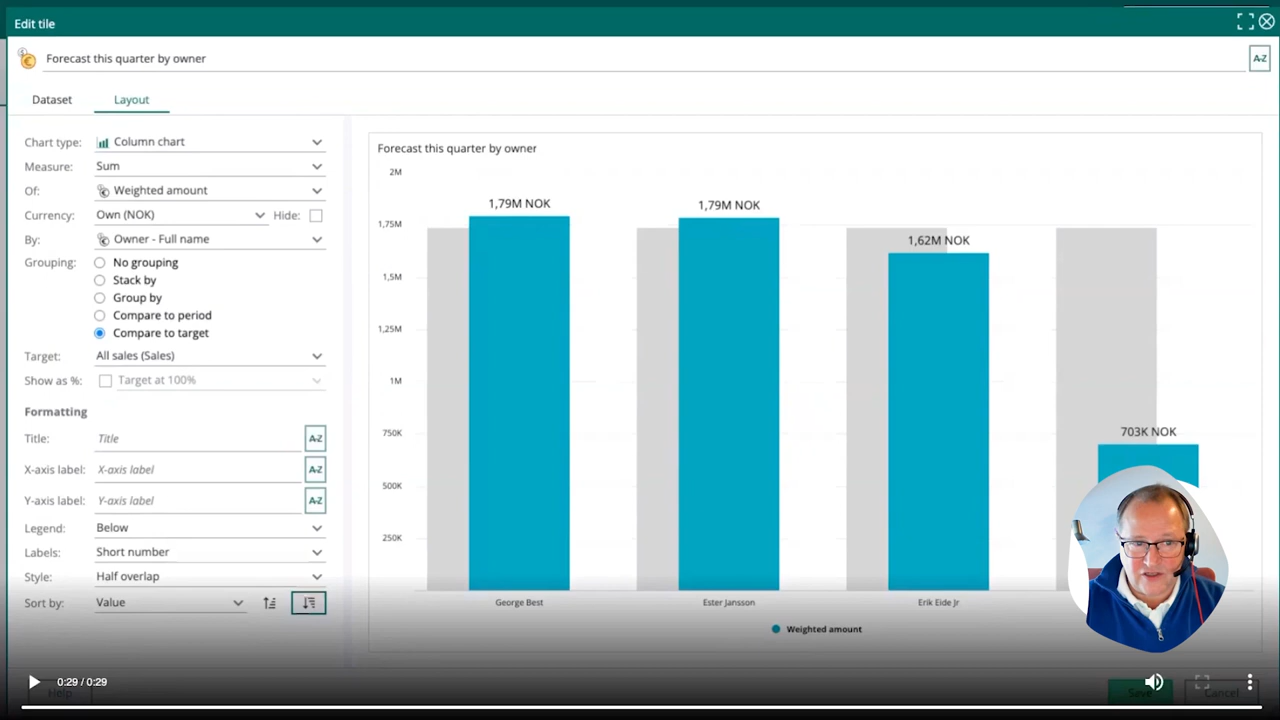 Edit tile
Forecast this quarter by owner
A-Z
Dataset
Layout
Chart type: Column chart
Measure: Sum
Of: Weighted amount
Currency: Own (NOK) Hide:
By: Owner - Full name
Grouping: No grouping
Stack by
Group by
Compare to period
Compare to target
Target: All sales (Sales)
Show as %: Target at 100%
Formatting
Title: Title A-Z
X-axis label: X-axis label A-Z
Y-axis label: Y-axis label A-Z
Legend: Below
Labels: Short number
Style: Half overlap
Sort by: Value
Forecast this quarter by owner
2M
1,75M
1,5M
1,25M
1M
750K
500K
250K
1,79M NOK
1,79M NOK
1,62M NOK
703K NOK
George Best
Ester Jansson
Erik Eide Jr
Weighted amount
0:29 / 0:29
Help
Save
Cancel